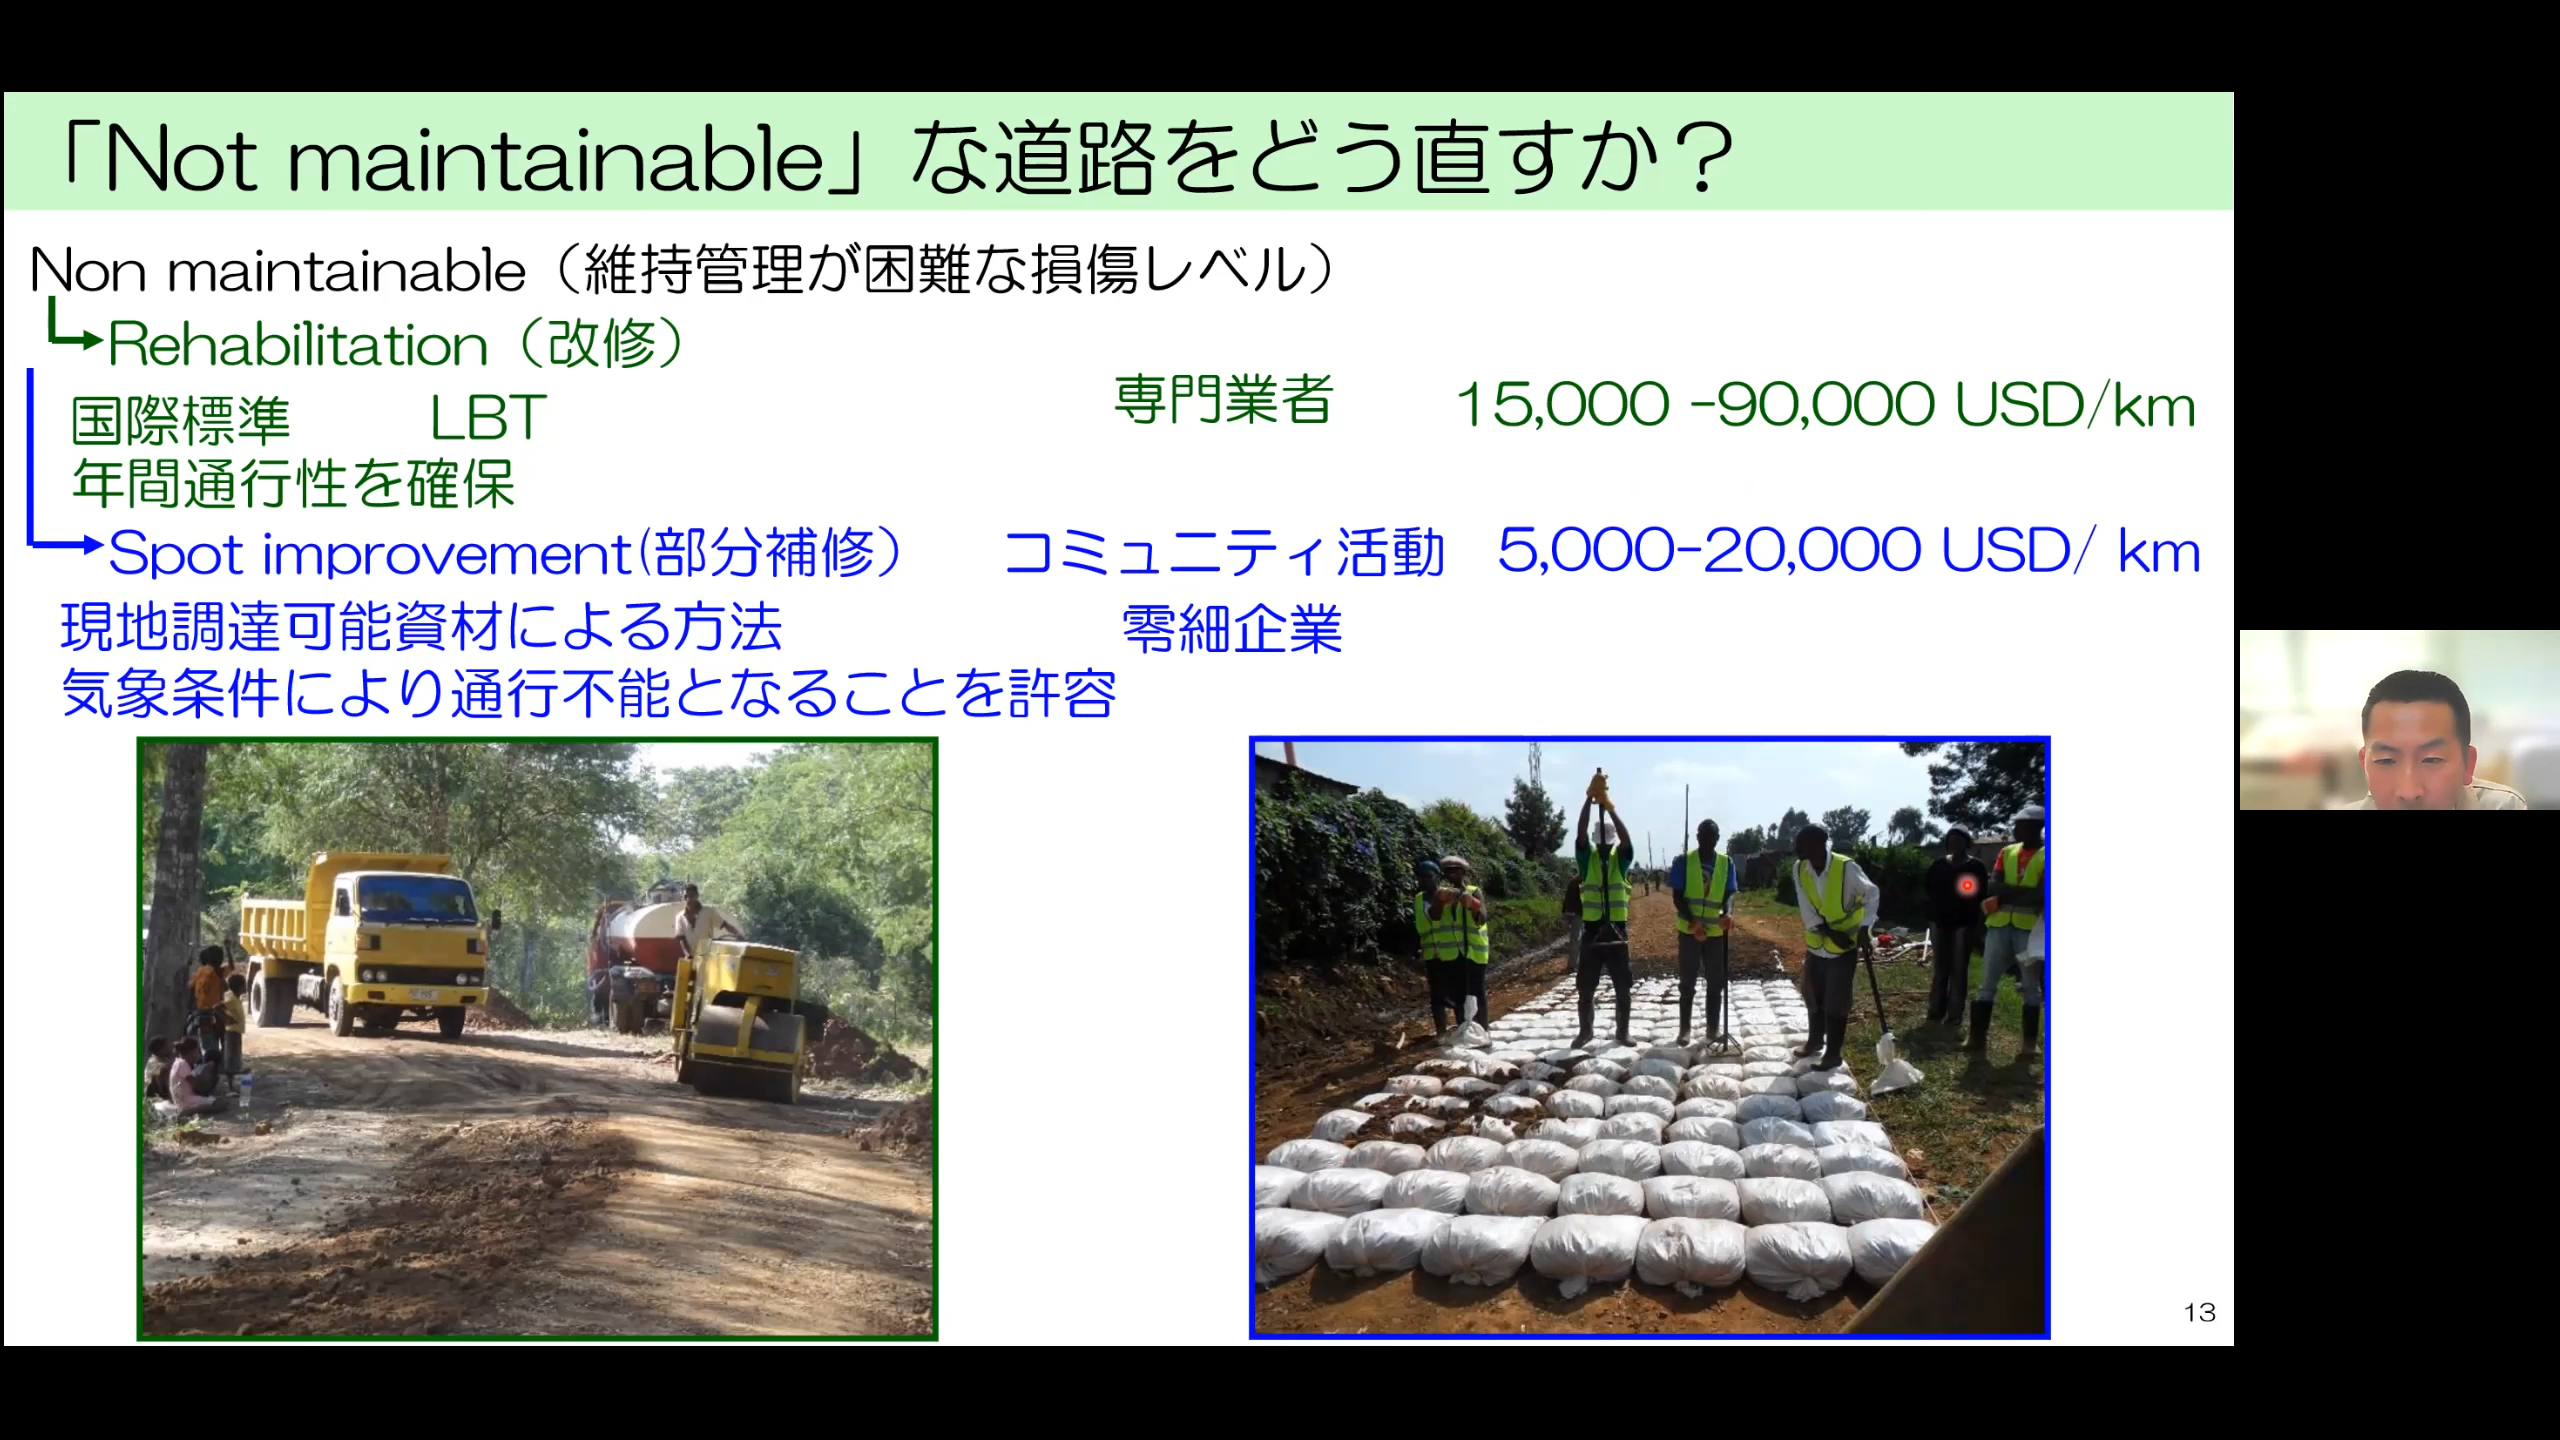 「Not maintainable」な道路をどう直すか？
Non maintainable（維持管理が困難な損傷レベル）
Rehabilitation（改修）
国際標準 LBT 専門業者 15,000 -90,000 USD/km
年間通行性を確保
Spot improvement(部分補修） コミュニティ活動 5,000-20,000 USD/ km
現地調達可能資材による方法 零細企業
気象条件により通行不能となることを許容
13